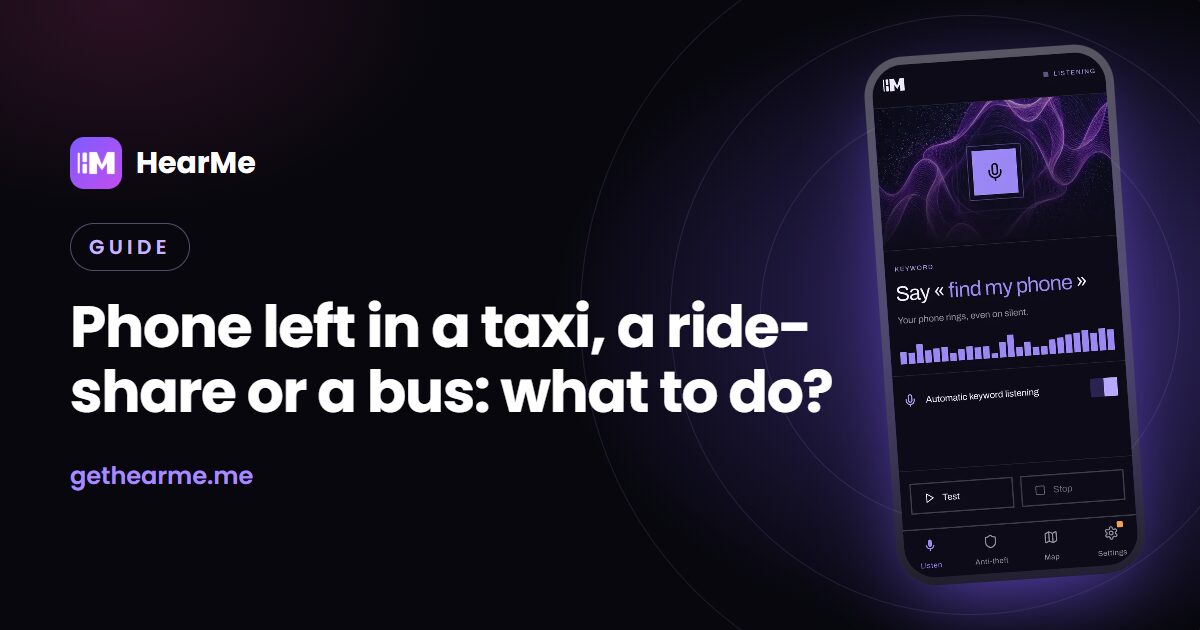 HearMe
GUIDE
Phone left in a taxi, a ride-
share or a bus: what to do?
gethearme.me
LISTENING
KEYWORD
Say « find my phone »
Your phone rings, even on silent.
Automatic keyword listening
Test
Stop
Listen
Anti-theft
Map
Settings